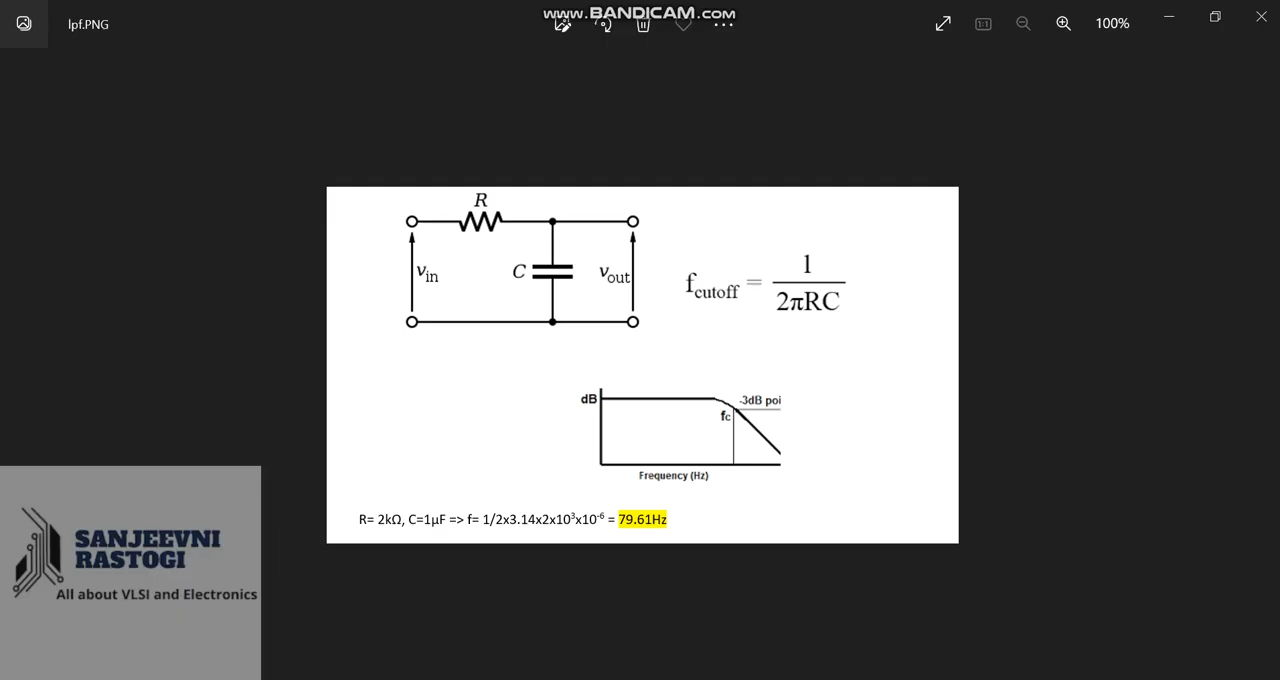 www.BANDICAM.com
lpf.PNG
100%
R
vin
C
vout
fcutoff = 1
2πRC
dB
-3dB poi
fc
Frequency (Hz)
R= 2kΩ, C=1µF => f= 1/2x3.14x2x10³x10⁻⁶ = 79.61Hz
SANJEEVNI
RASTOGI
All about VLSI and Electronics